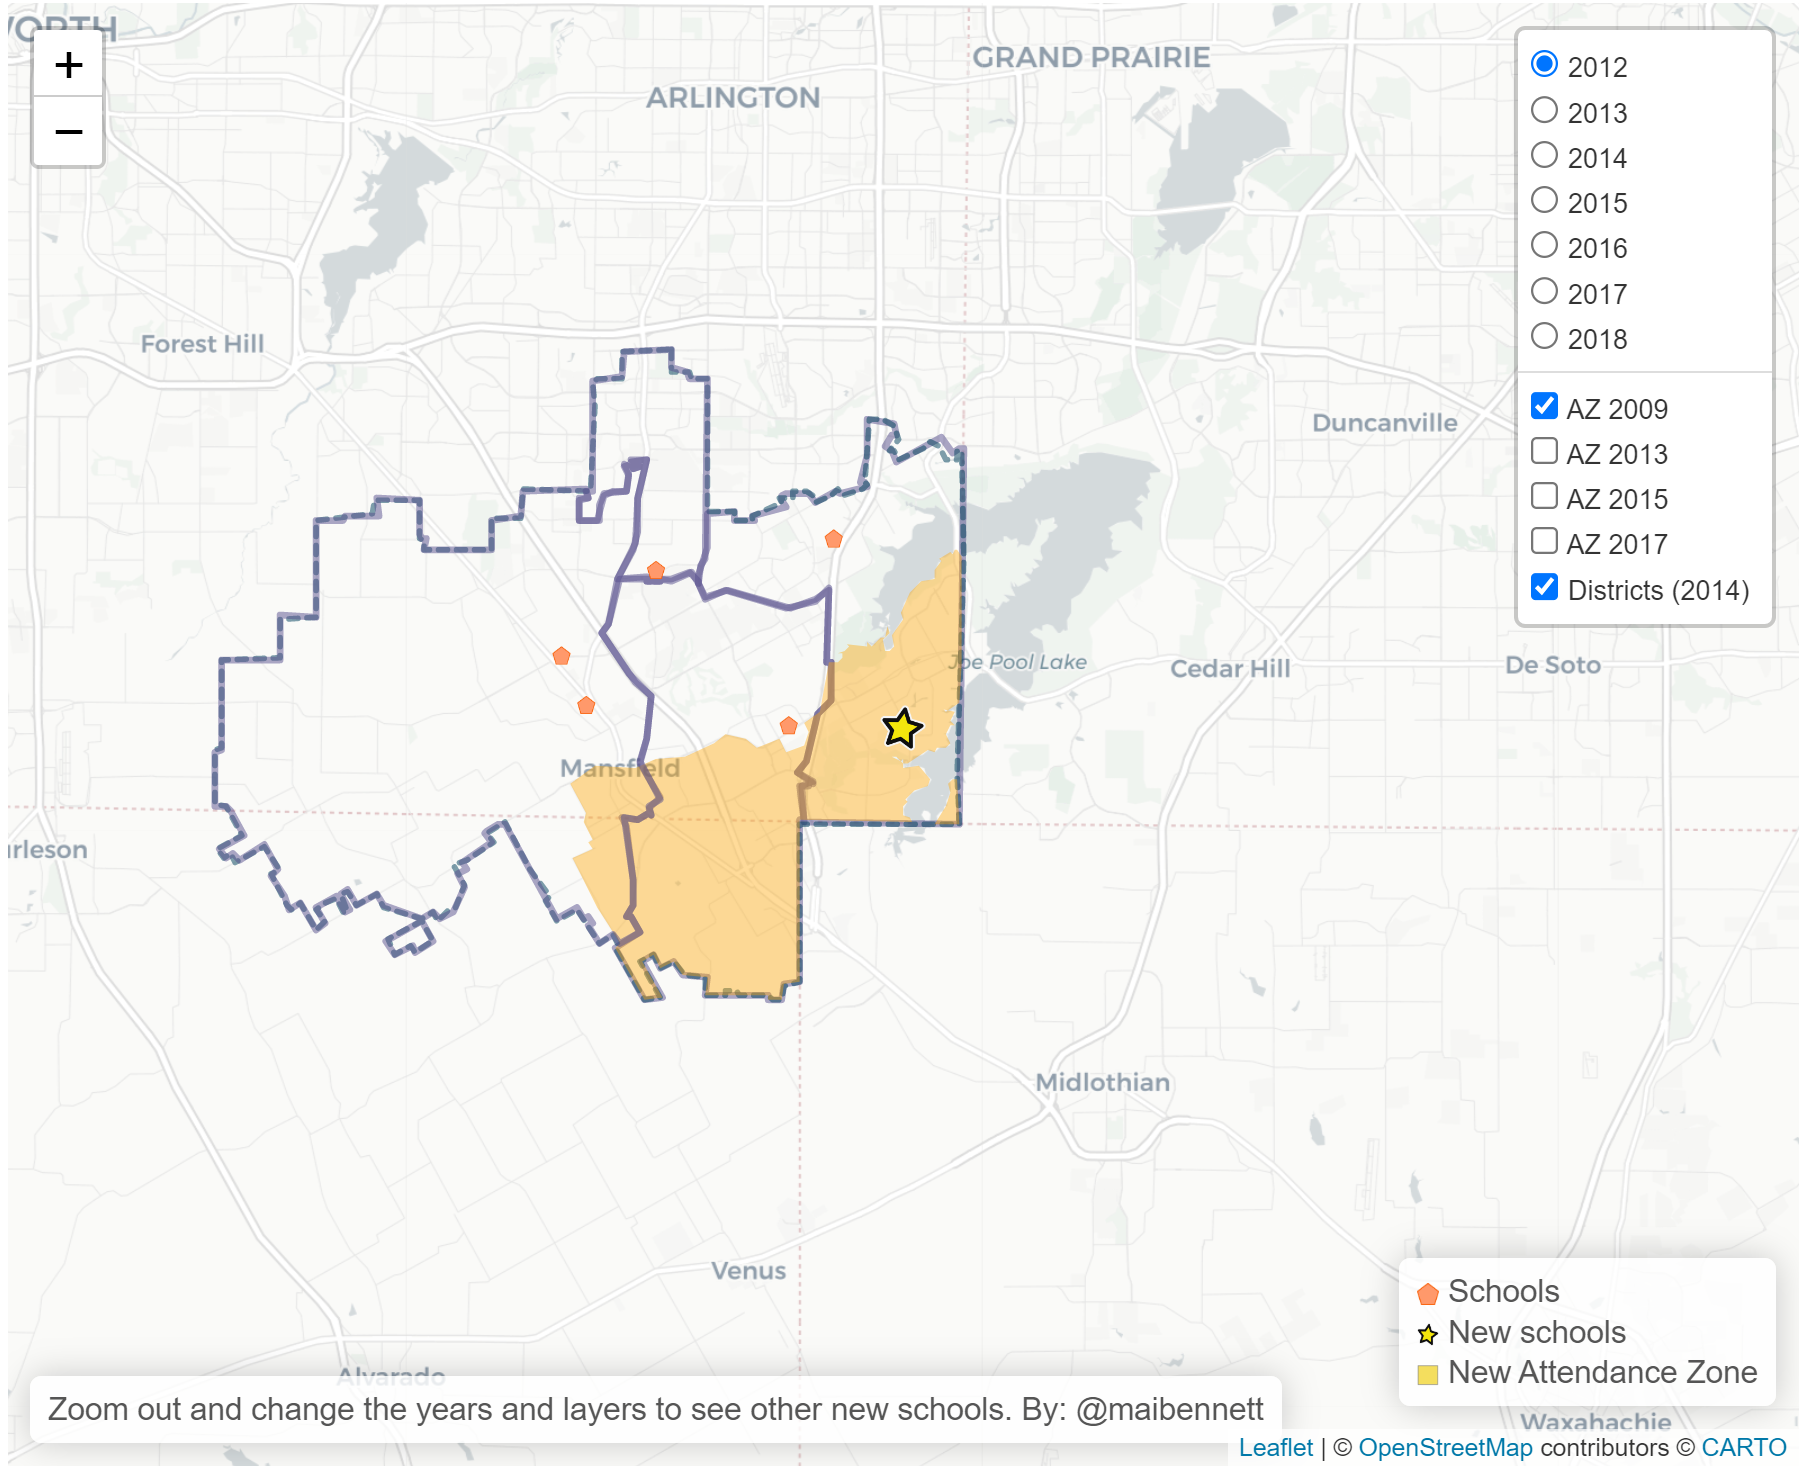 ORTH
+
−
GRAND PRAIRIE
ARLINGTON
Forest Hill
Duncanville
Joe Pool Lake
Cedar Hill
De Soto
Mansfield
rleson
Midlothian
Venus
Alvarado
Waxahachie
2012
2013
2014
2015
2016
2017
2018
AZ 2009
AZ 2013
AZ 2015
AZ 2017
Districts (2014)
Schools
New schools
New Attendance Zone
Zoom out and change the years and layers to see other new schools. By: @maibennett
Leaflet | © OpenStreetMap contributors © CARTO